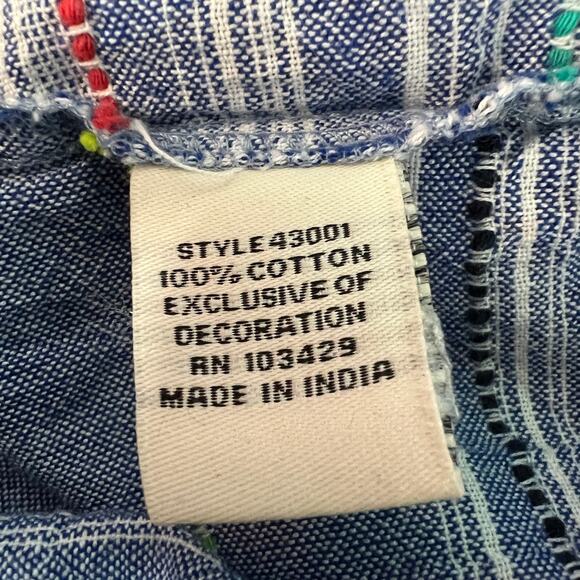 STYLE 43001
100% COTTON
EXCLUSIVE OF
DECORATION
RN 103429
MADE IN INDIA